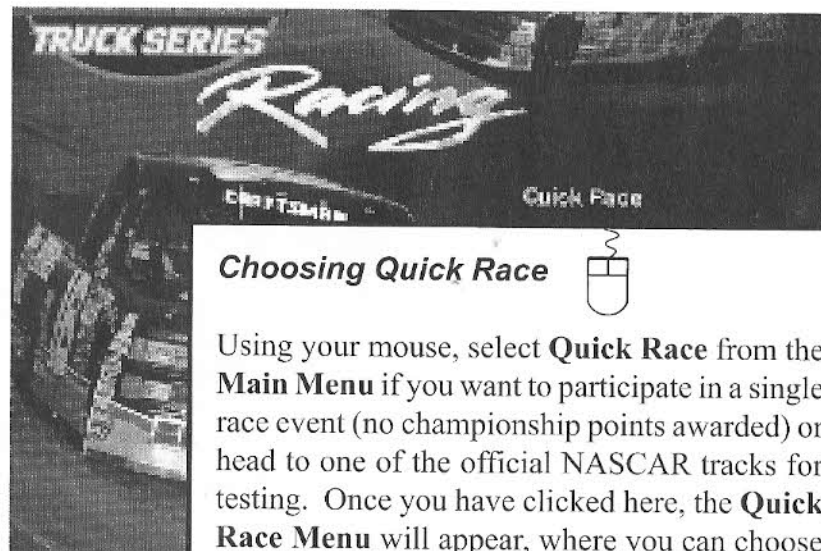 TRUCK SERIES
Racing
CRAFTSMAN
Quick Race
Choosing Quick Race
Using your mouse, select Quick Race from the
Main Menu if you want to participate in a single
race event (no championship points awarded) or
head to one of the official NASCAR tracks for
testing. Once you have clicked here, the Quick
Race Menu will appear, where you can choose